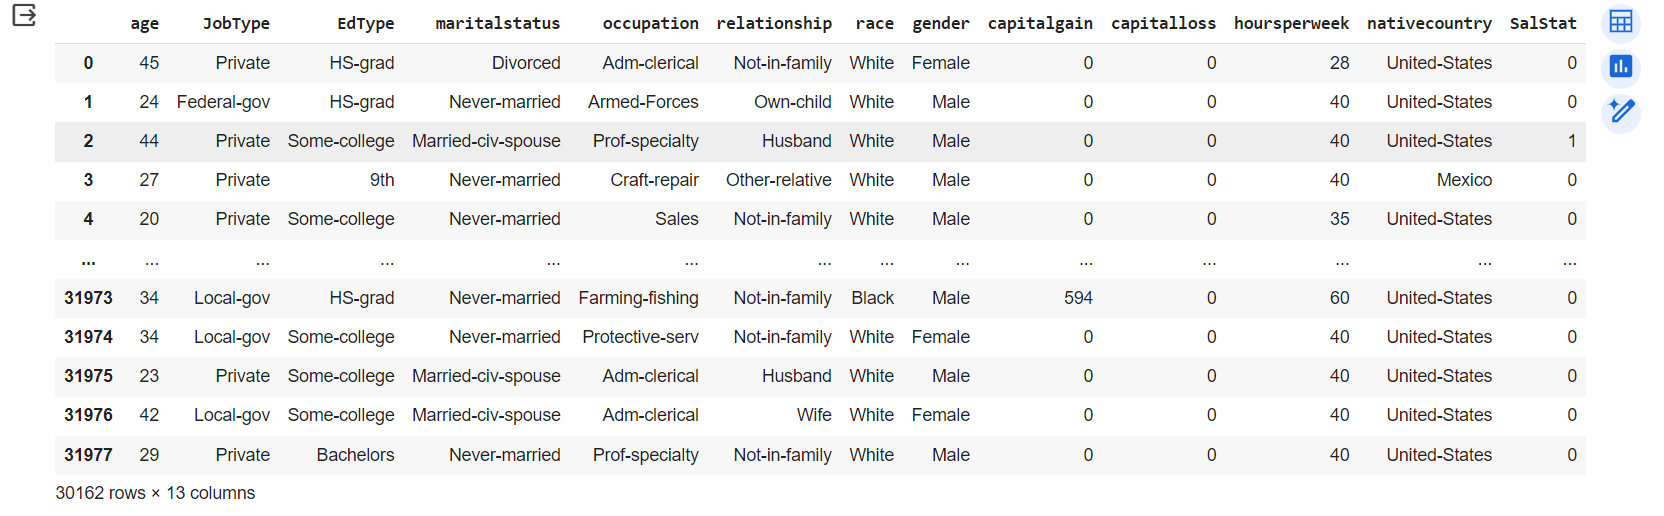 age JobType EdType maritalstatus occupation relationship race gender capitalgain capitalloss hoursperweek nativecountry SalStat
0 45 Private HS-grad Divorced Adm-clerical Not-in-family White Female 0 0 28 United-States 0
1 24 Federal-gov HS-grad Never-married Armed-Forces Own-child White Male 0 0 40 United-States 0
2 44 Private Some-college Married-civ-spouse Prof-specialty Husband White Male 0 0 40 United-States 1
3 27 Private 9th Never-married Craft-repair Other-relative White Male 0 0 40 Mexico 0
4 20 Private Some-college Never-married Sales Not-in-family White Male 0 0 35 United-States 0
... ... ... ... ... ... ... ... ... ... ... ... ... ...
31973 34 Local-gov HS-grad Never-married Farming-fishing Not-in-family Black Male 594 0 60 United-States 0
31974 34 Local-gov Some-college Never-married Protective-serv Not-in-family White Female 0 0 40 United-States 0
31975 23 Private Some-college Married-civ-spouse Adm-clerical Husband White Male 0 0 40 United-States 0
31976 42 Local-gov Some-college Married-civ-spouse Adm-clerical Wife White Female 0 0 40 United-States 0
31977 29 Private Bachelors Never-married Prof-specialty Not-in-family White Male 0 0 40 United-States 0
30162 rows × 13 columns